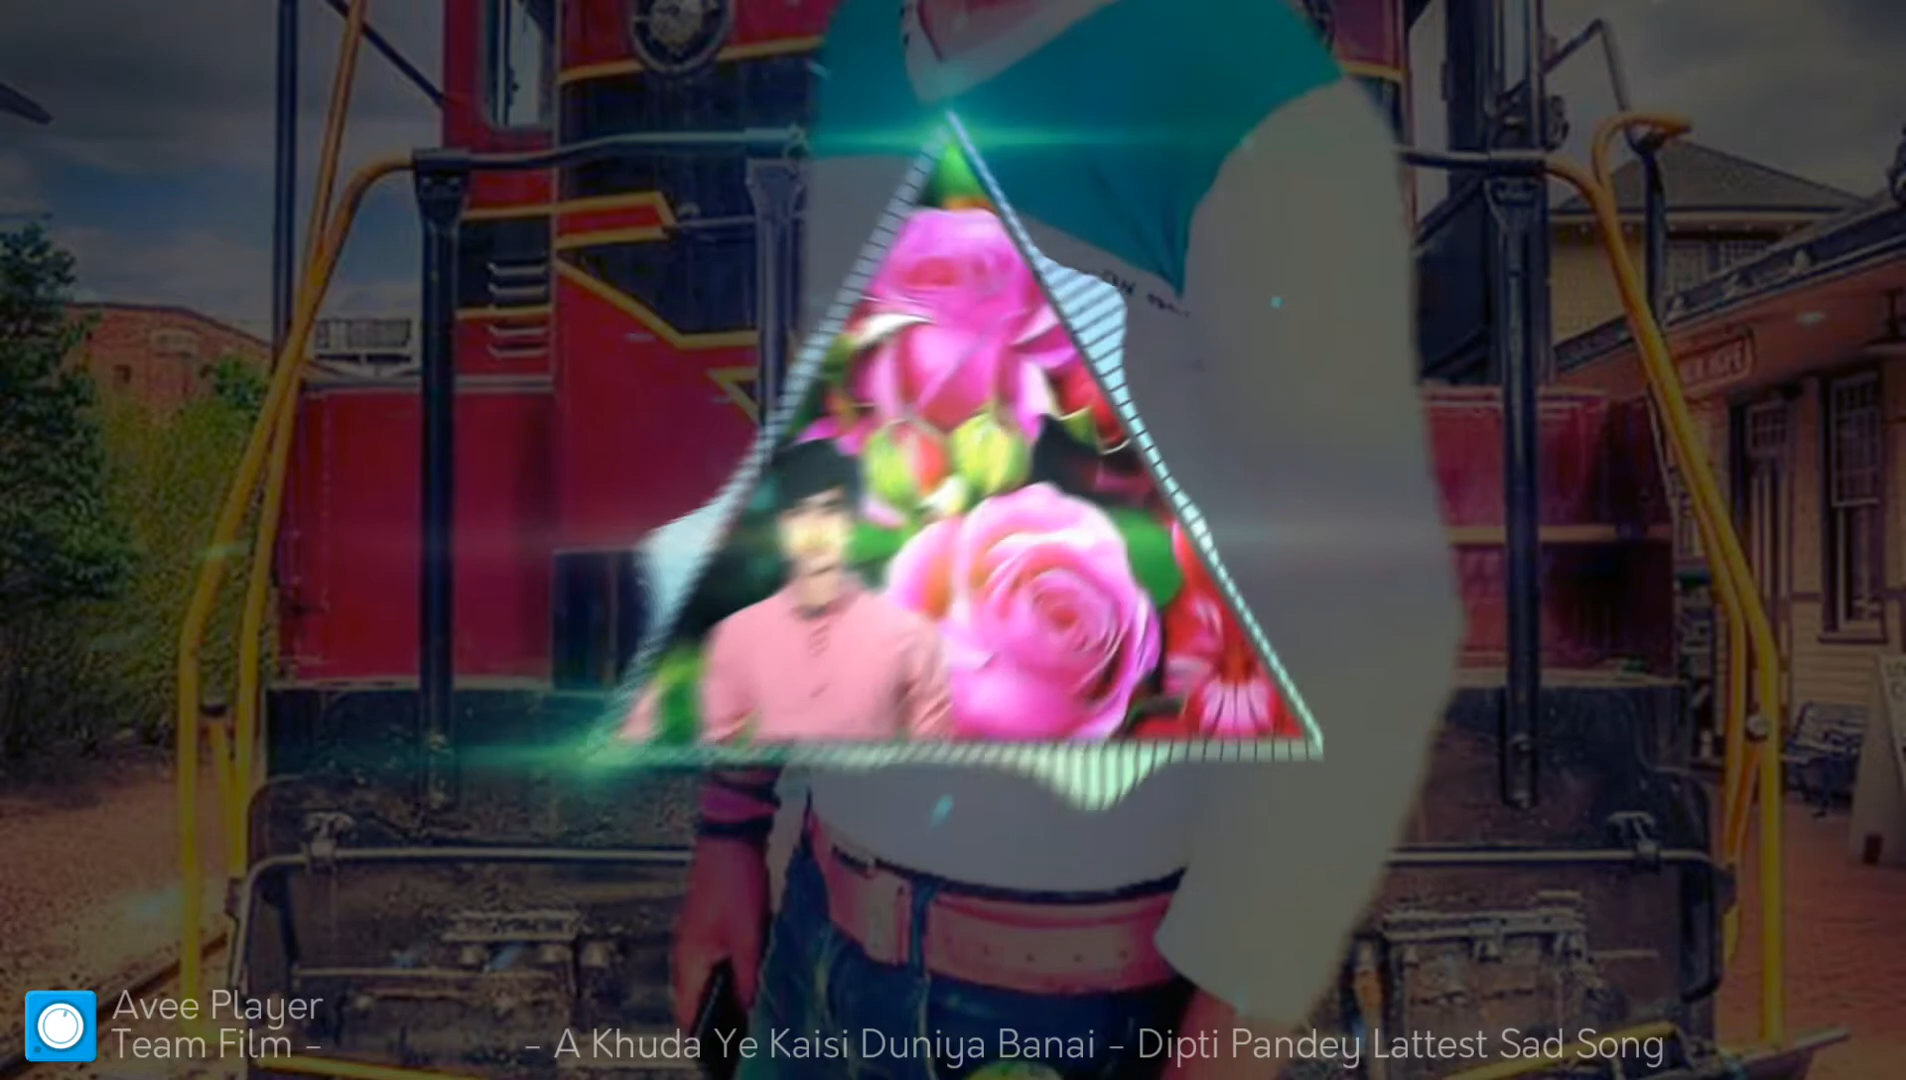 Avee Player
Team Film - - A Khuda Ye Kaisi Duniya Banai - Dipti Pandey Lattest Sad Song